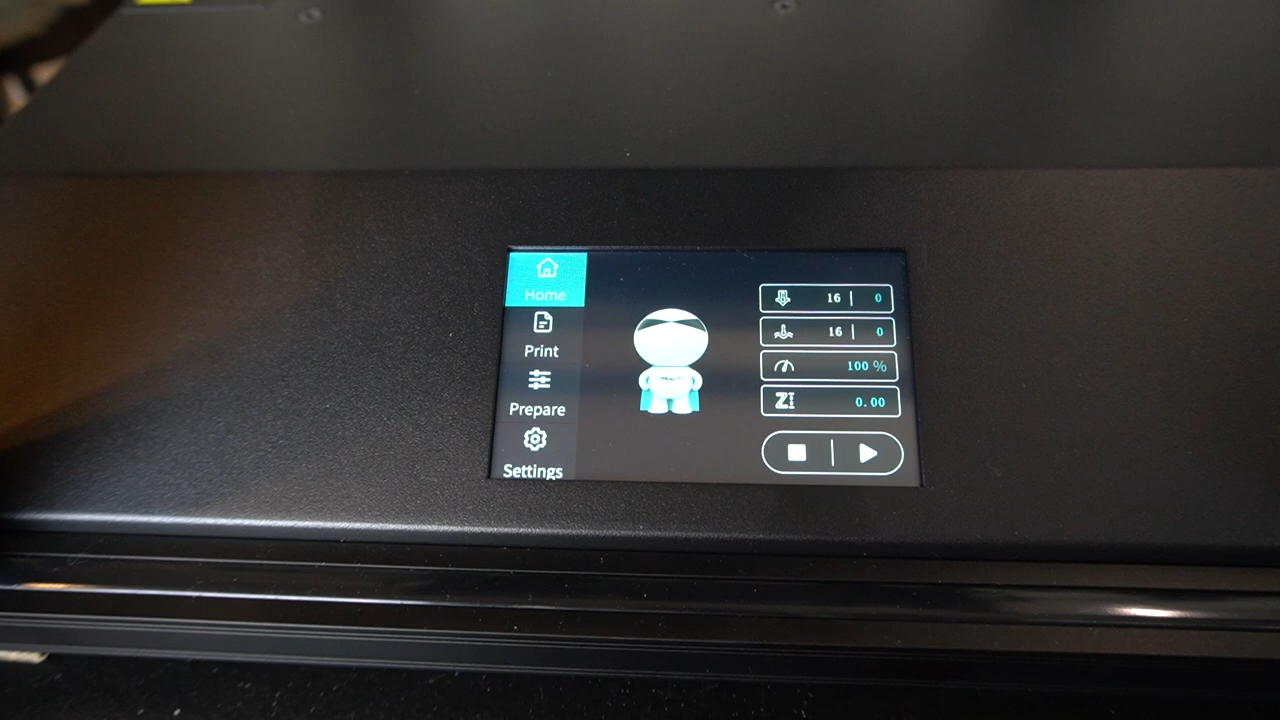 Home
Print
Prepare
Settings
16 | 0
16 | 0
100 %
Z 0.00